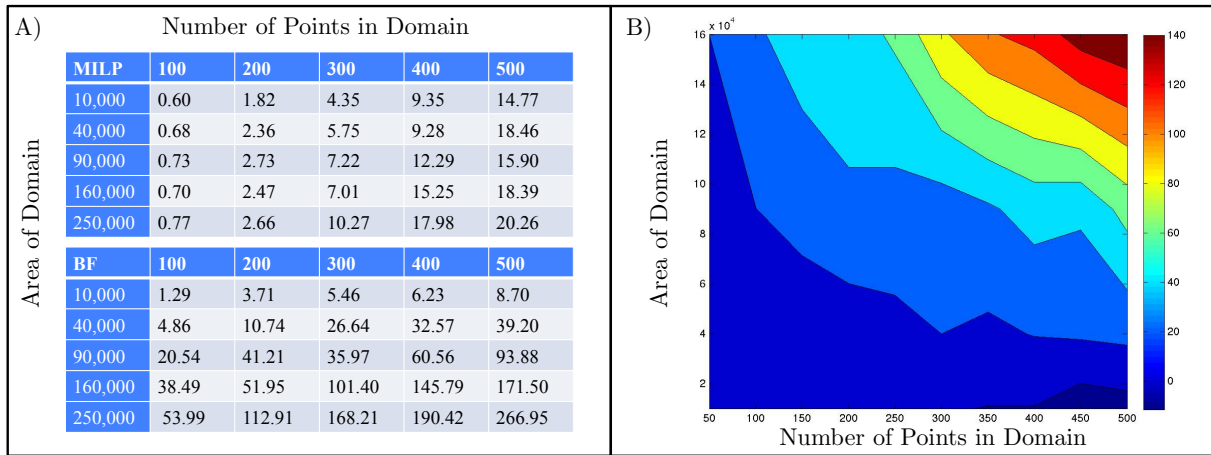 A)
Number of Points in Domain
Area of Domain
MILP 100 200 300 400 500
10,000 0.60 1.82 4.35 9.35 14.77
40,000 0.68 2.36 5.75 9.28 18.46
90,000 0.73 2.73 7.22 12.29 15.90
160,000 0.70 2.47 7.01 15.25 18.39
250,000 0.77 2.66 10.27 17.98 20.26
BF 100 200 300 400 500
10,000 1.29 3.71 5.46 6.23 8.70
40,000 4.86 10.74 26.64 32.57 39.20
90,000 20.54 41.21 35.97 60.56 93.88
160,000 38.49 51.95 101.40 145.79 171.50
250,000 53.99 112.91 168.21 190.42 266.95
B)
x 10⁴
16
14
12
10
8
6
4
2
Area of Domain
50 100 150 200 250 300 350 400 450 500
Number of Points in Domain
140
120
100
80
60
40
20
0